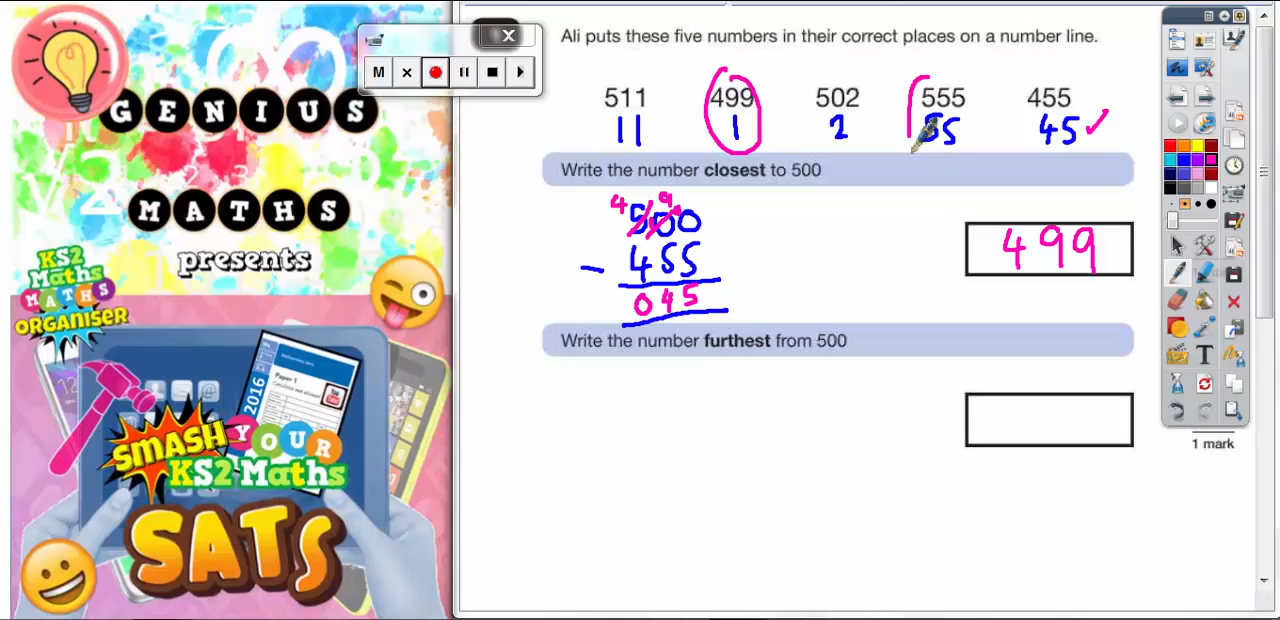 GENIUS
MATHS
presents
KS2
Maths
MATHS
ORGANISER
2016
Paper 1
SMASH YOUR
KS2 Maths
SATS
M
Ali puts these five numbers in their correct places on a number line.
511 499 502 555 455
11 1 2 55 45 ✓
Write the number closest to 500
4 9
500
- 455
045
499
Write the number furthest from 500
1 mark